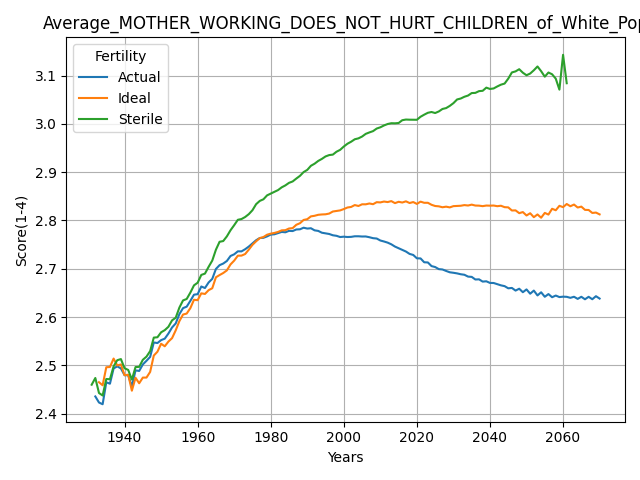 Average_MOTHER_WORKING_DOES_NOT_HURT_CHILDREN_of_White_Pop
Fertility
Actual
Ideal
Sterile
Score(1-4)
3.1
3.0
2.9
2.8
2.7
2.6
2.5
2.4
1940 1960 1980 2000 2020 2040 2060
Years